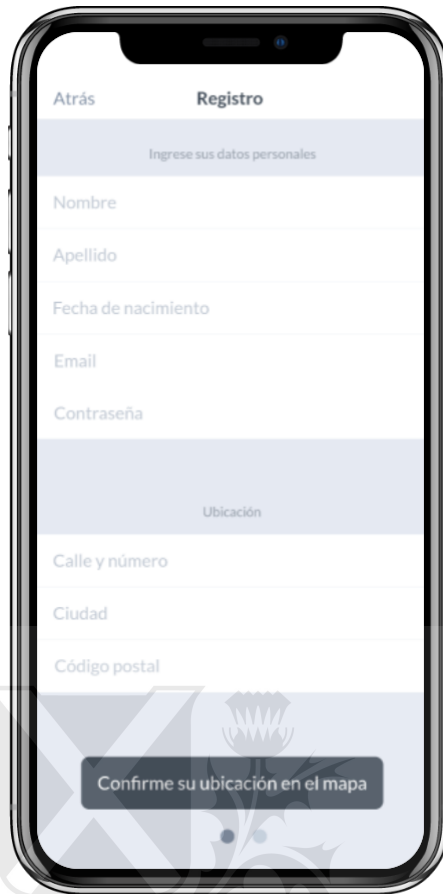 Atrás
Registro
Ingrese sus datos personales
Nombre
Apellido
Fecha de nacimiento
Email
Contraseña
Ubicación
Calle y número
Ciudad
Código postal
Confirme su ubicación en el mapa